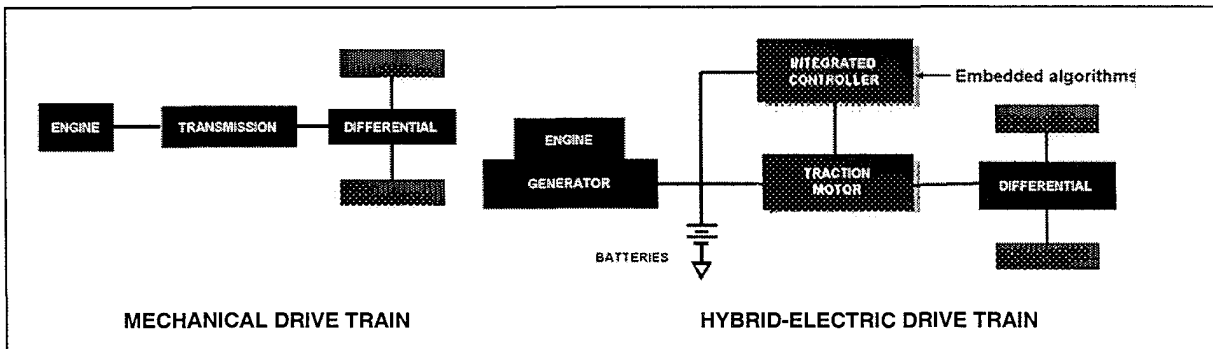 ENGINE
TRANSMISSION
DIFFERENTIAL
MECHANICAL DRIVE TRAIN
INTEGRATED
CONTROLLER
Embedded algorithms
ENGINE
GENERATOR
TRACTION
MOTOR
DIFFERENTIAL
BATTERIES
HYBRID-ELECTRIC DRIVE TRAIN